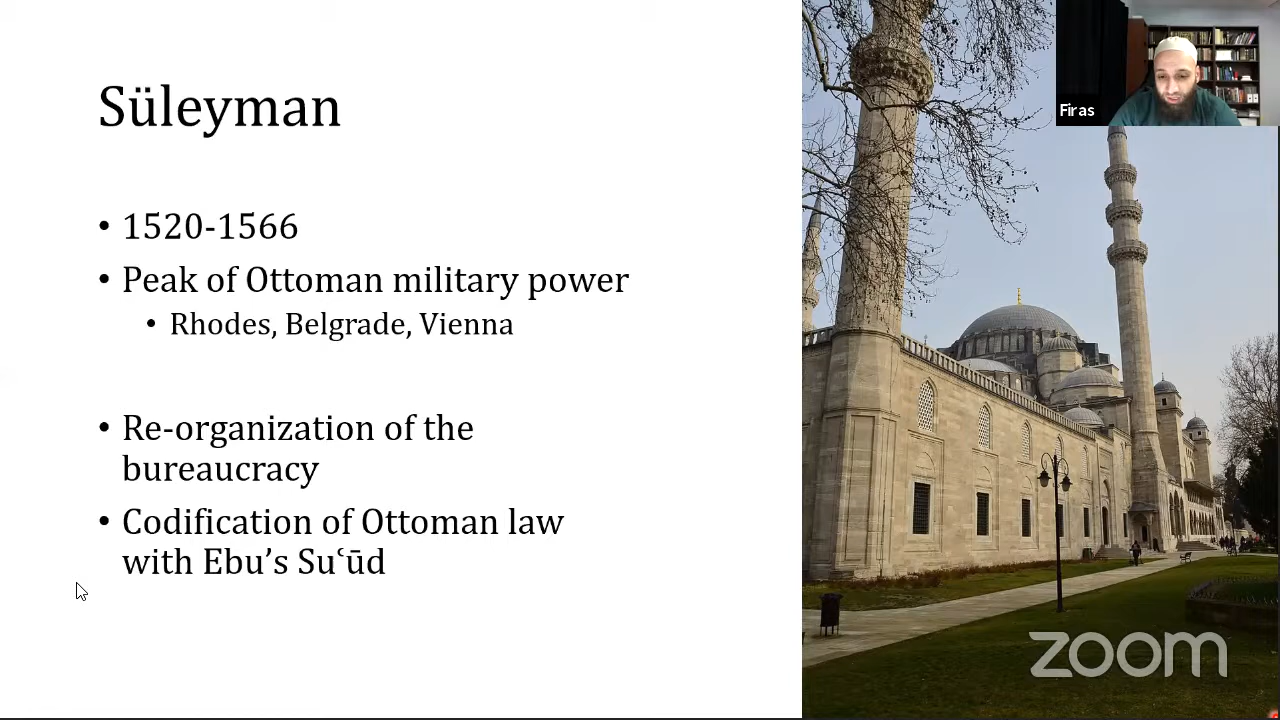 Süleyman
• 1520-1566
• Peak of Ottoman military power
• Rhodes, Belgrade, Vienna
• Re-organization of the
bureaucracy
• Codification of Ottoman law
with Ebu’s Suʿūd
Firas
zoom